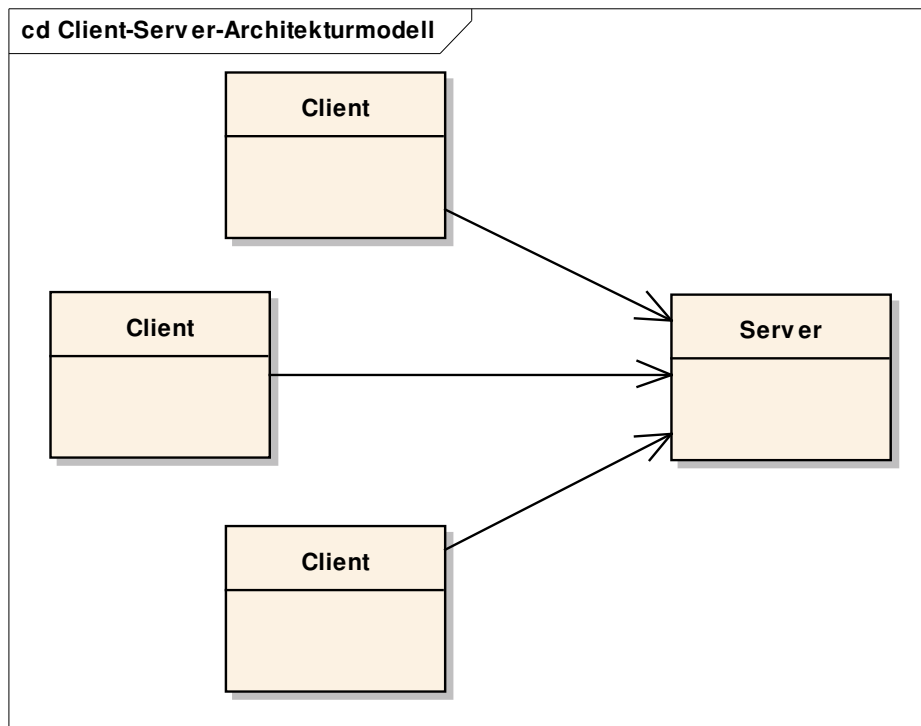 cd Client-Server-Architekturmodell
Client
Client
Server
Client